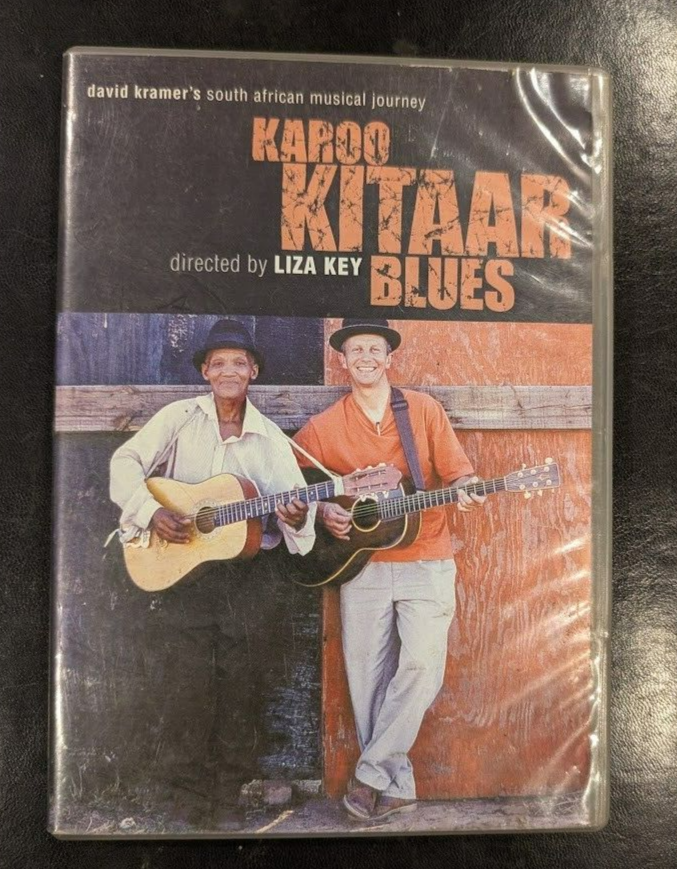 david kramer's south african musical journey
KAROO
KITAAR
directed by LIZA KEY
BLUES